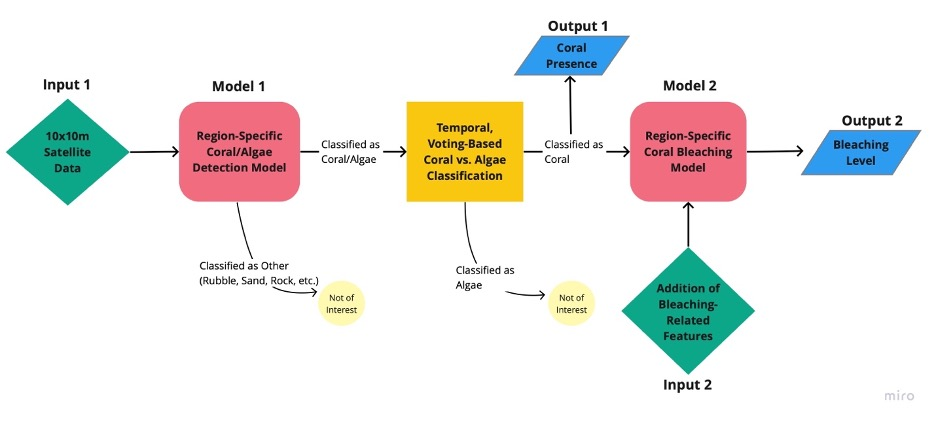 Output 1
Coral
Presence
Input 1
Model 1
Model 2
Output 2
10x10m
Satellite
Data
Region-Specific
Coral/Algae
Detection Model
Classified as
Coral/Algae
Temporal,
Voting-Based
Coral vs. Algae
Classification
Classified as
Coral
Region-Specific
Coral Bleaching
Model
Bleaching
Level
Classified as Other
(Rubble, Sand, Rock, etc.)
Not of
Interest
Classified as
Algae
Not of
Interest
Addition of
Bleaching-
Related
Features
Input 2
miro